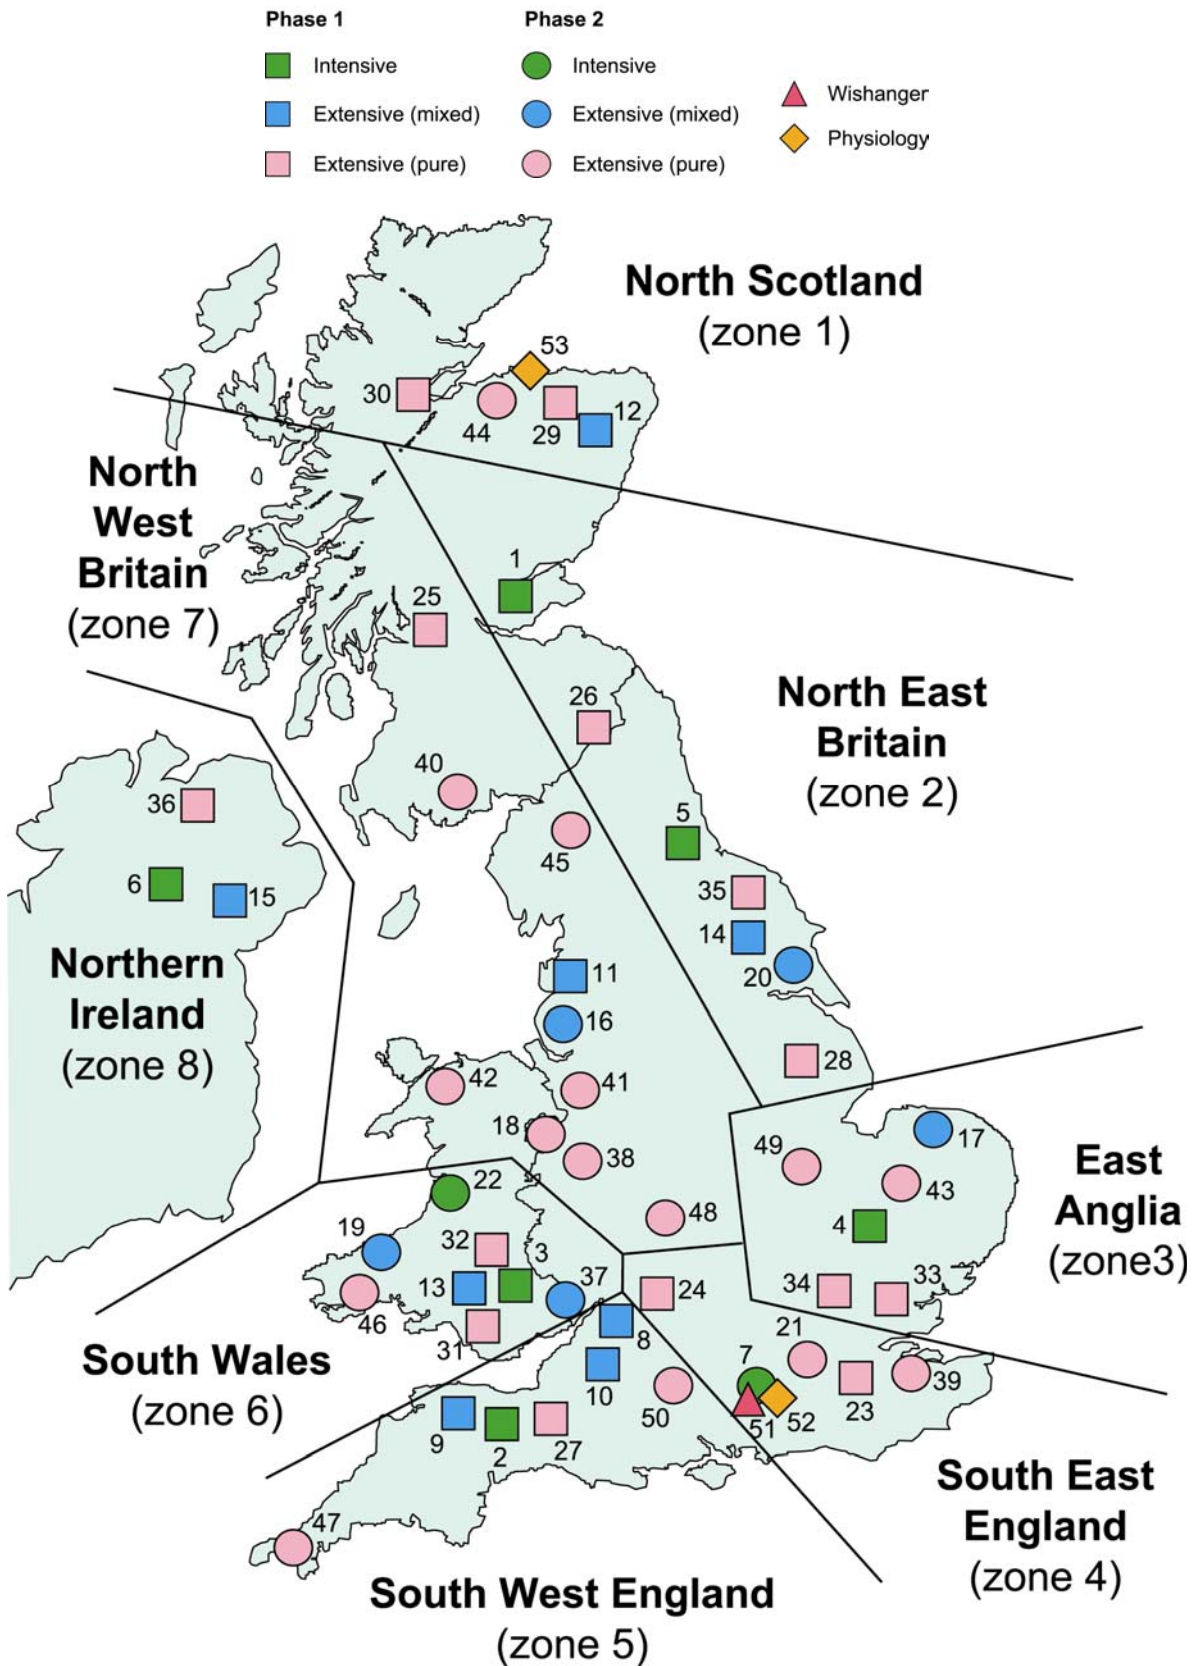 Phase 1
Phase 2
Intensive
Intensive
Wishanger
Extensive (mixed)
Extensive (mixed)
Physiology
Extensive (pure)
Extensive (pure)
North Scotland
(zone 1)
53
30
44
29
12
North
West
Britain
(zone 7)
1
25
North East
Britain
(zone 2)
26
40
36
5
45
6
15
35
14
20
Northern
Ireland
(zone 8)
11
16
28
42
41
18
38
49
17
43
East
Anglia
(zone3)
22
48
4
19
32
3
13
37
24
34
33
46
31
8
South Wales
(zone 6)
10
21
7
39
50
23
9
2
27
51
52
South East
England
(zone 4)
47
South West England
(zone 5)